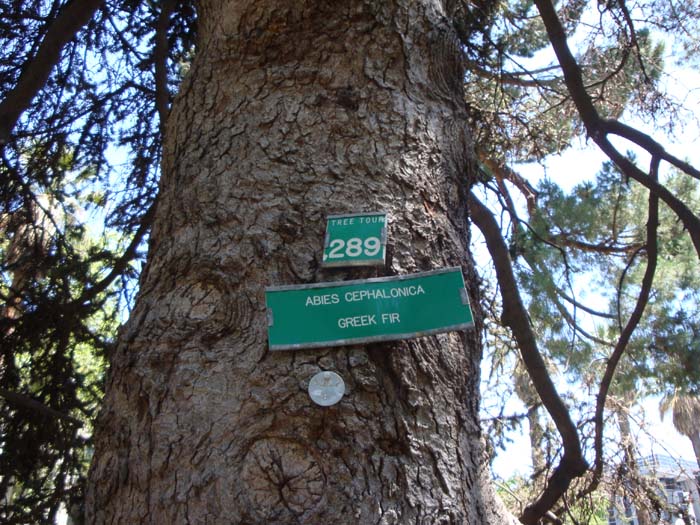 TREE TOUR
289
ABIES CEPHALONICA
GREEK FIR